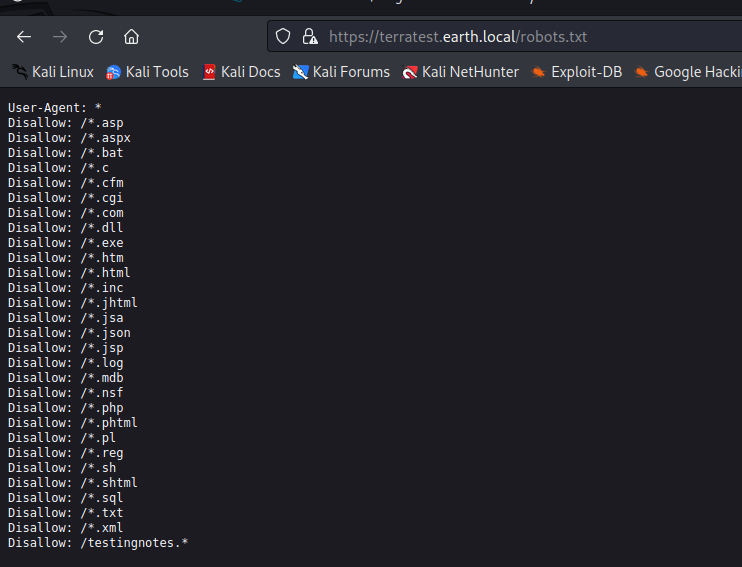 https://terratest.earth.local/robots.txt
Kali Linux Kali Tools Kali Docs Kali Forums Kali NetHunter Exploit-DB Google Hacki
User-Agent: *
Disallow: /*.asp
Disallow: /*.aspx
Disallow: /*.bat
Disallow: /*.c
Disallow: /*.cfm
Disallow: /*.cgi
Disallow: /*.com
Disallow: /*.dll
Disallow: /*.exe
Disallow: /*.htm
Disallow: /*.html
Disallow: /*.inc
Disallow: /*.jhtml
Disallow: /*.jsa
Disallow: /*.json
Disallow: /*.jsp
Disallow: /*.log
Disallow: /*.mdb
Disallow: /*.nsf
Disallow: /*.php
Disallow: /*.phtml
Disallow: /*.pl
Disallow: /*.reg
Disallow: /*.sh
Disallow: /*.shtml
Disallow: /*.sql
Disallow: /*.txt
Disallow: /*.xml
Disallow: /testingnotes.*